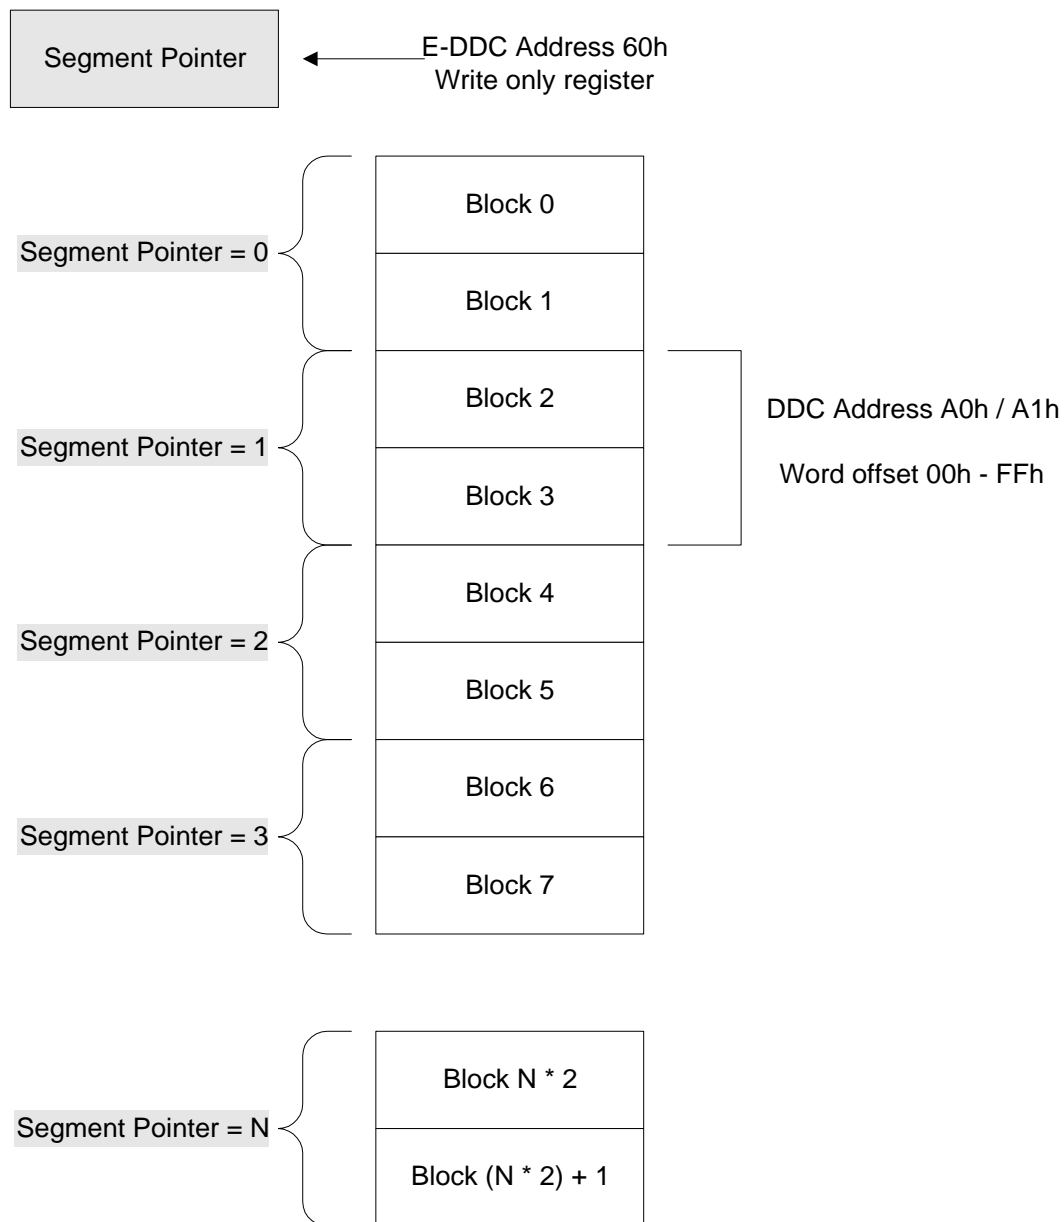 Segment Pointer
E-DDC Address 60h
Write only register
Block 0
Segment Pointer = 0
Block 1
Block 2
DDC Address A0h / A1h
Segment Pointer = 1
Word offset 00h - FFh
Block 3
Block 4
Segment Pointer = 2
Block 5
Block 6
Segment Pointer = 3
Block 7
Block N * 2
Segment Pointer = N
Block (N * 2) + 1